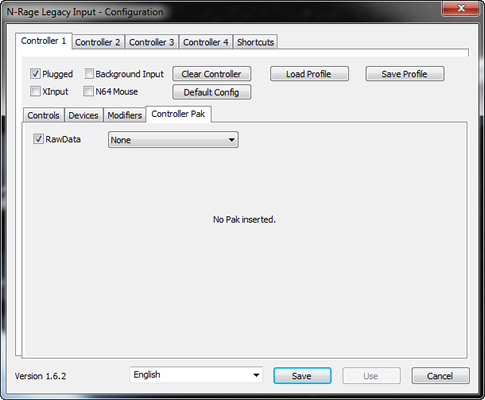 N-Rage Legacy Input - Configuration
Controller 1 Controller 2 Controller 3 Controller 4 Shortcuts
Plugged Background Input Clear Controller Load Profile Save Profile
XInput N64 Mouse Default Config
Controls Devices Modifiers Controller Pak
RawData None
No Pak inserted.
Version 1.6.2 English Save Use Cancel